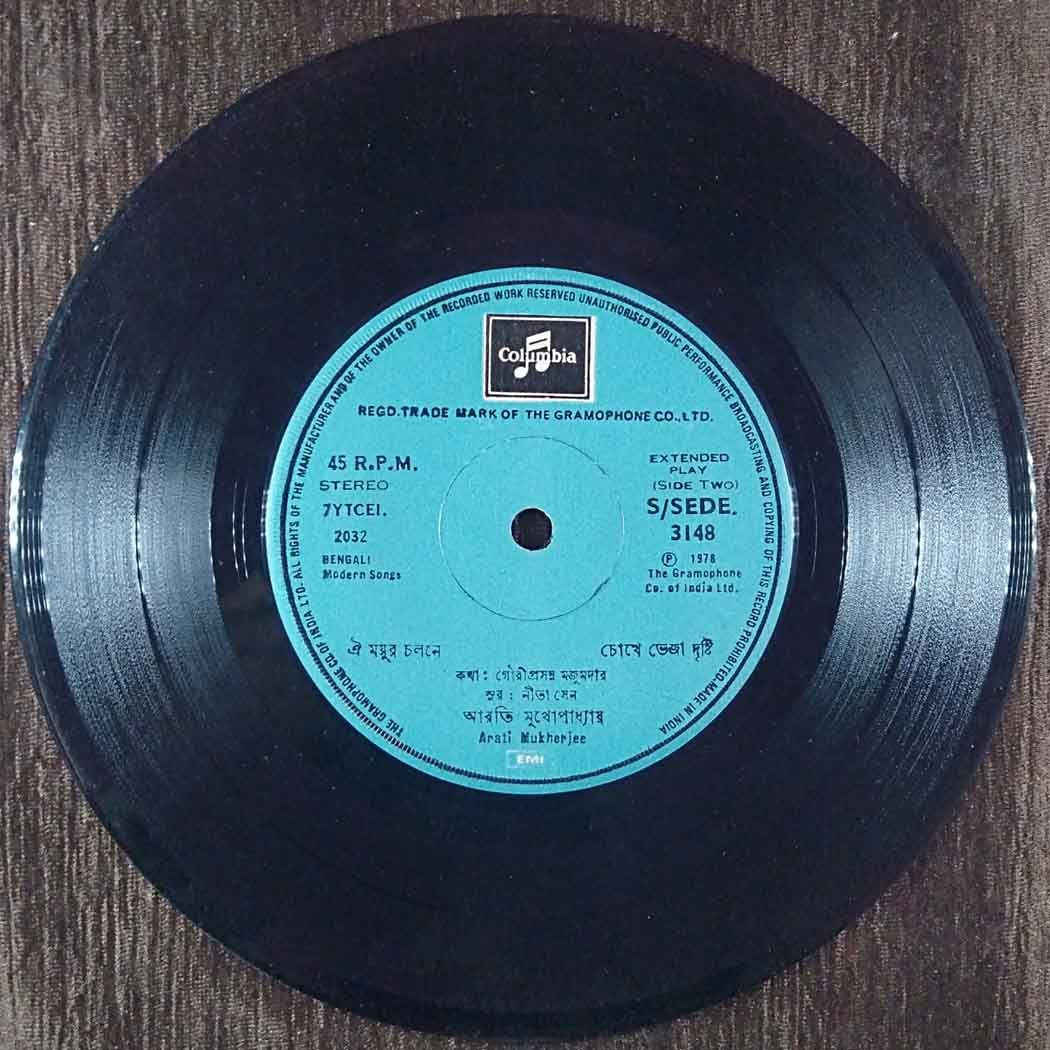 THE GRAMOPHONE CO. OF INDIA LTD. ALL RIGHTS OF THE MANUFACTURER AND OF THE OWNER OF THE RECORDED WORK RESERVED UNAUTHORISED PUBLIC PERFORMANCE BROADCASTING AND COPYING OF THIS RECORD PROHIBITED. MADE IN INDIA
Columbia
REGD. TRADE MARK OF THE GRAMOPHONE CO., LTD.
45 R.P.M.
STEREO
7YTCEI.
2032
BENGALI
Modern Songs
EXTENDED
PLAY
(SIDE TWO)
S/SEDE.
3148
Ⓟ 1978
The Gramophone
Co. of India Ltd.
ঐ ময়ুর চলনে
চোখে ভেজা দৃষ্টি
কথা : গৌরীপ্রসন্ন মজুমদার
সুর : নীতা সেন
আরতি মুখোপাধ্যায়
Arati Mukherjee
EMI